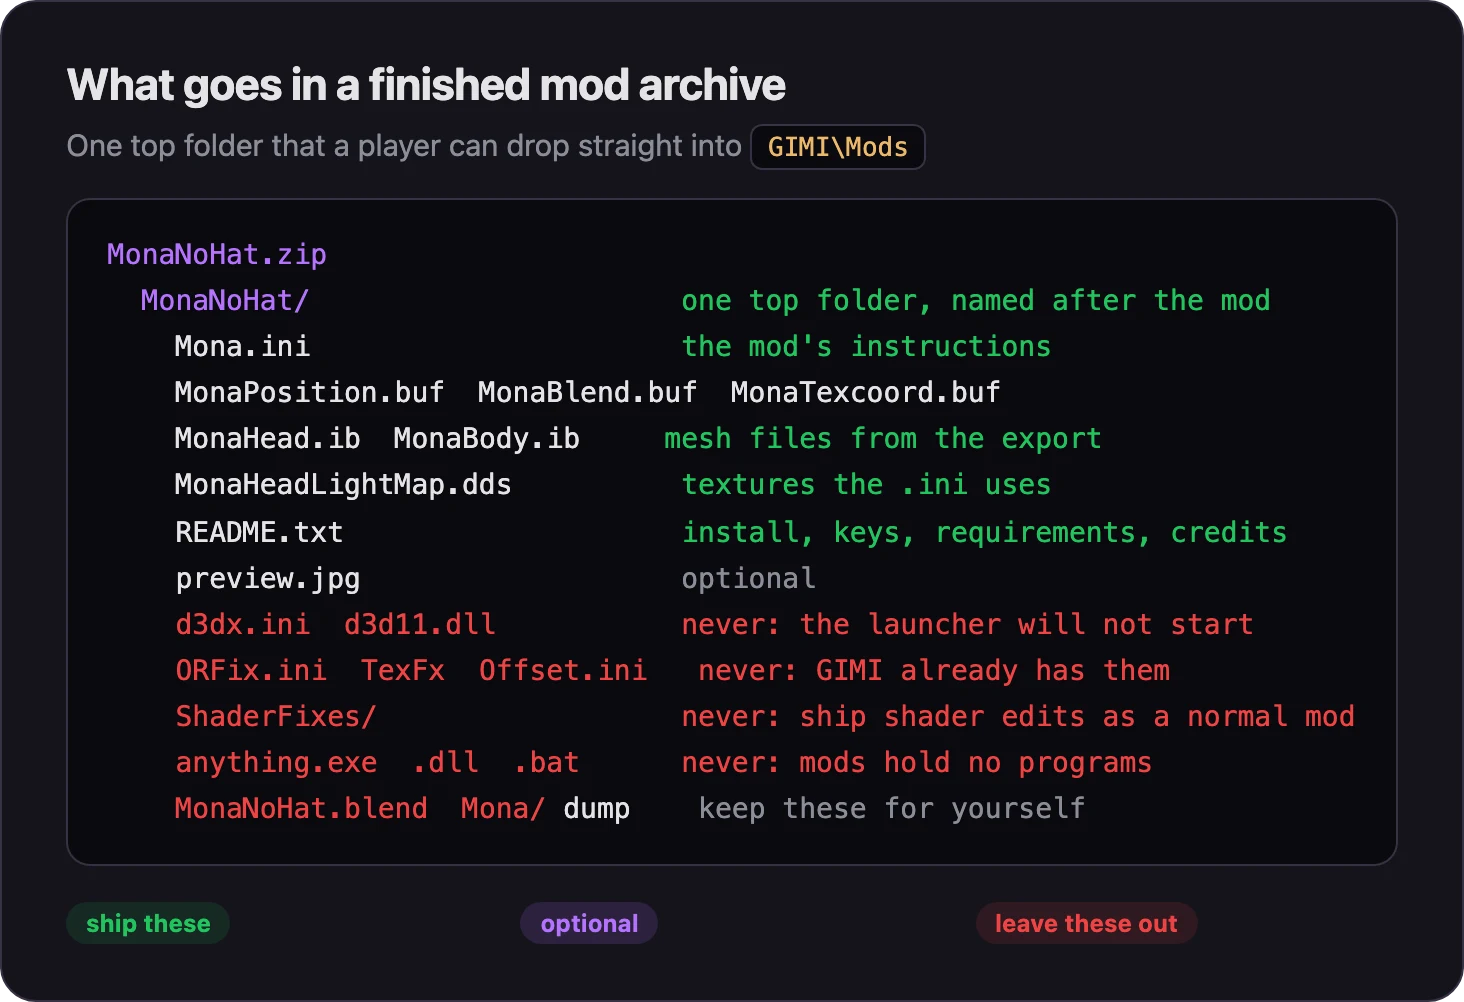 What goes in a finished mod archive
One top folder that a player can drop straight into GIMI\Mods
MonaNoHat.zip
MonaNoHat/ one top folder, named after the mod
Mona.ini the mod's instructions
MonaPosition.buf MonaBlend.buf MonaTexcoord.buf
MonaHead.ib MonaBody.ib mesh files from the export
MonaHeadLightMap.dds textures the .ini uses
README.txt install, keys, requirements, credits
preview.jpg optional
d3dx.ini d3d11.dll never: the launcher will not start
ORFix.ini TexFx Offset.ini never: GIMI already has them
ShaderFixes/ never: ship shader edits as a normal mod
anything.exe .dll .bat never: mods hold no programs
MonaNoHat.blend Mona/ dump keep these for yourself
ship these optional leave these out